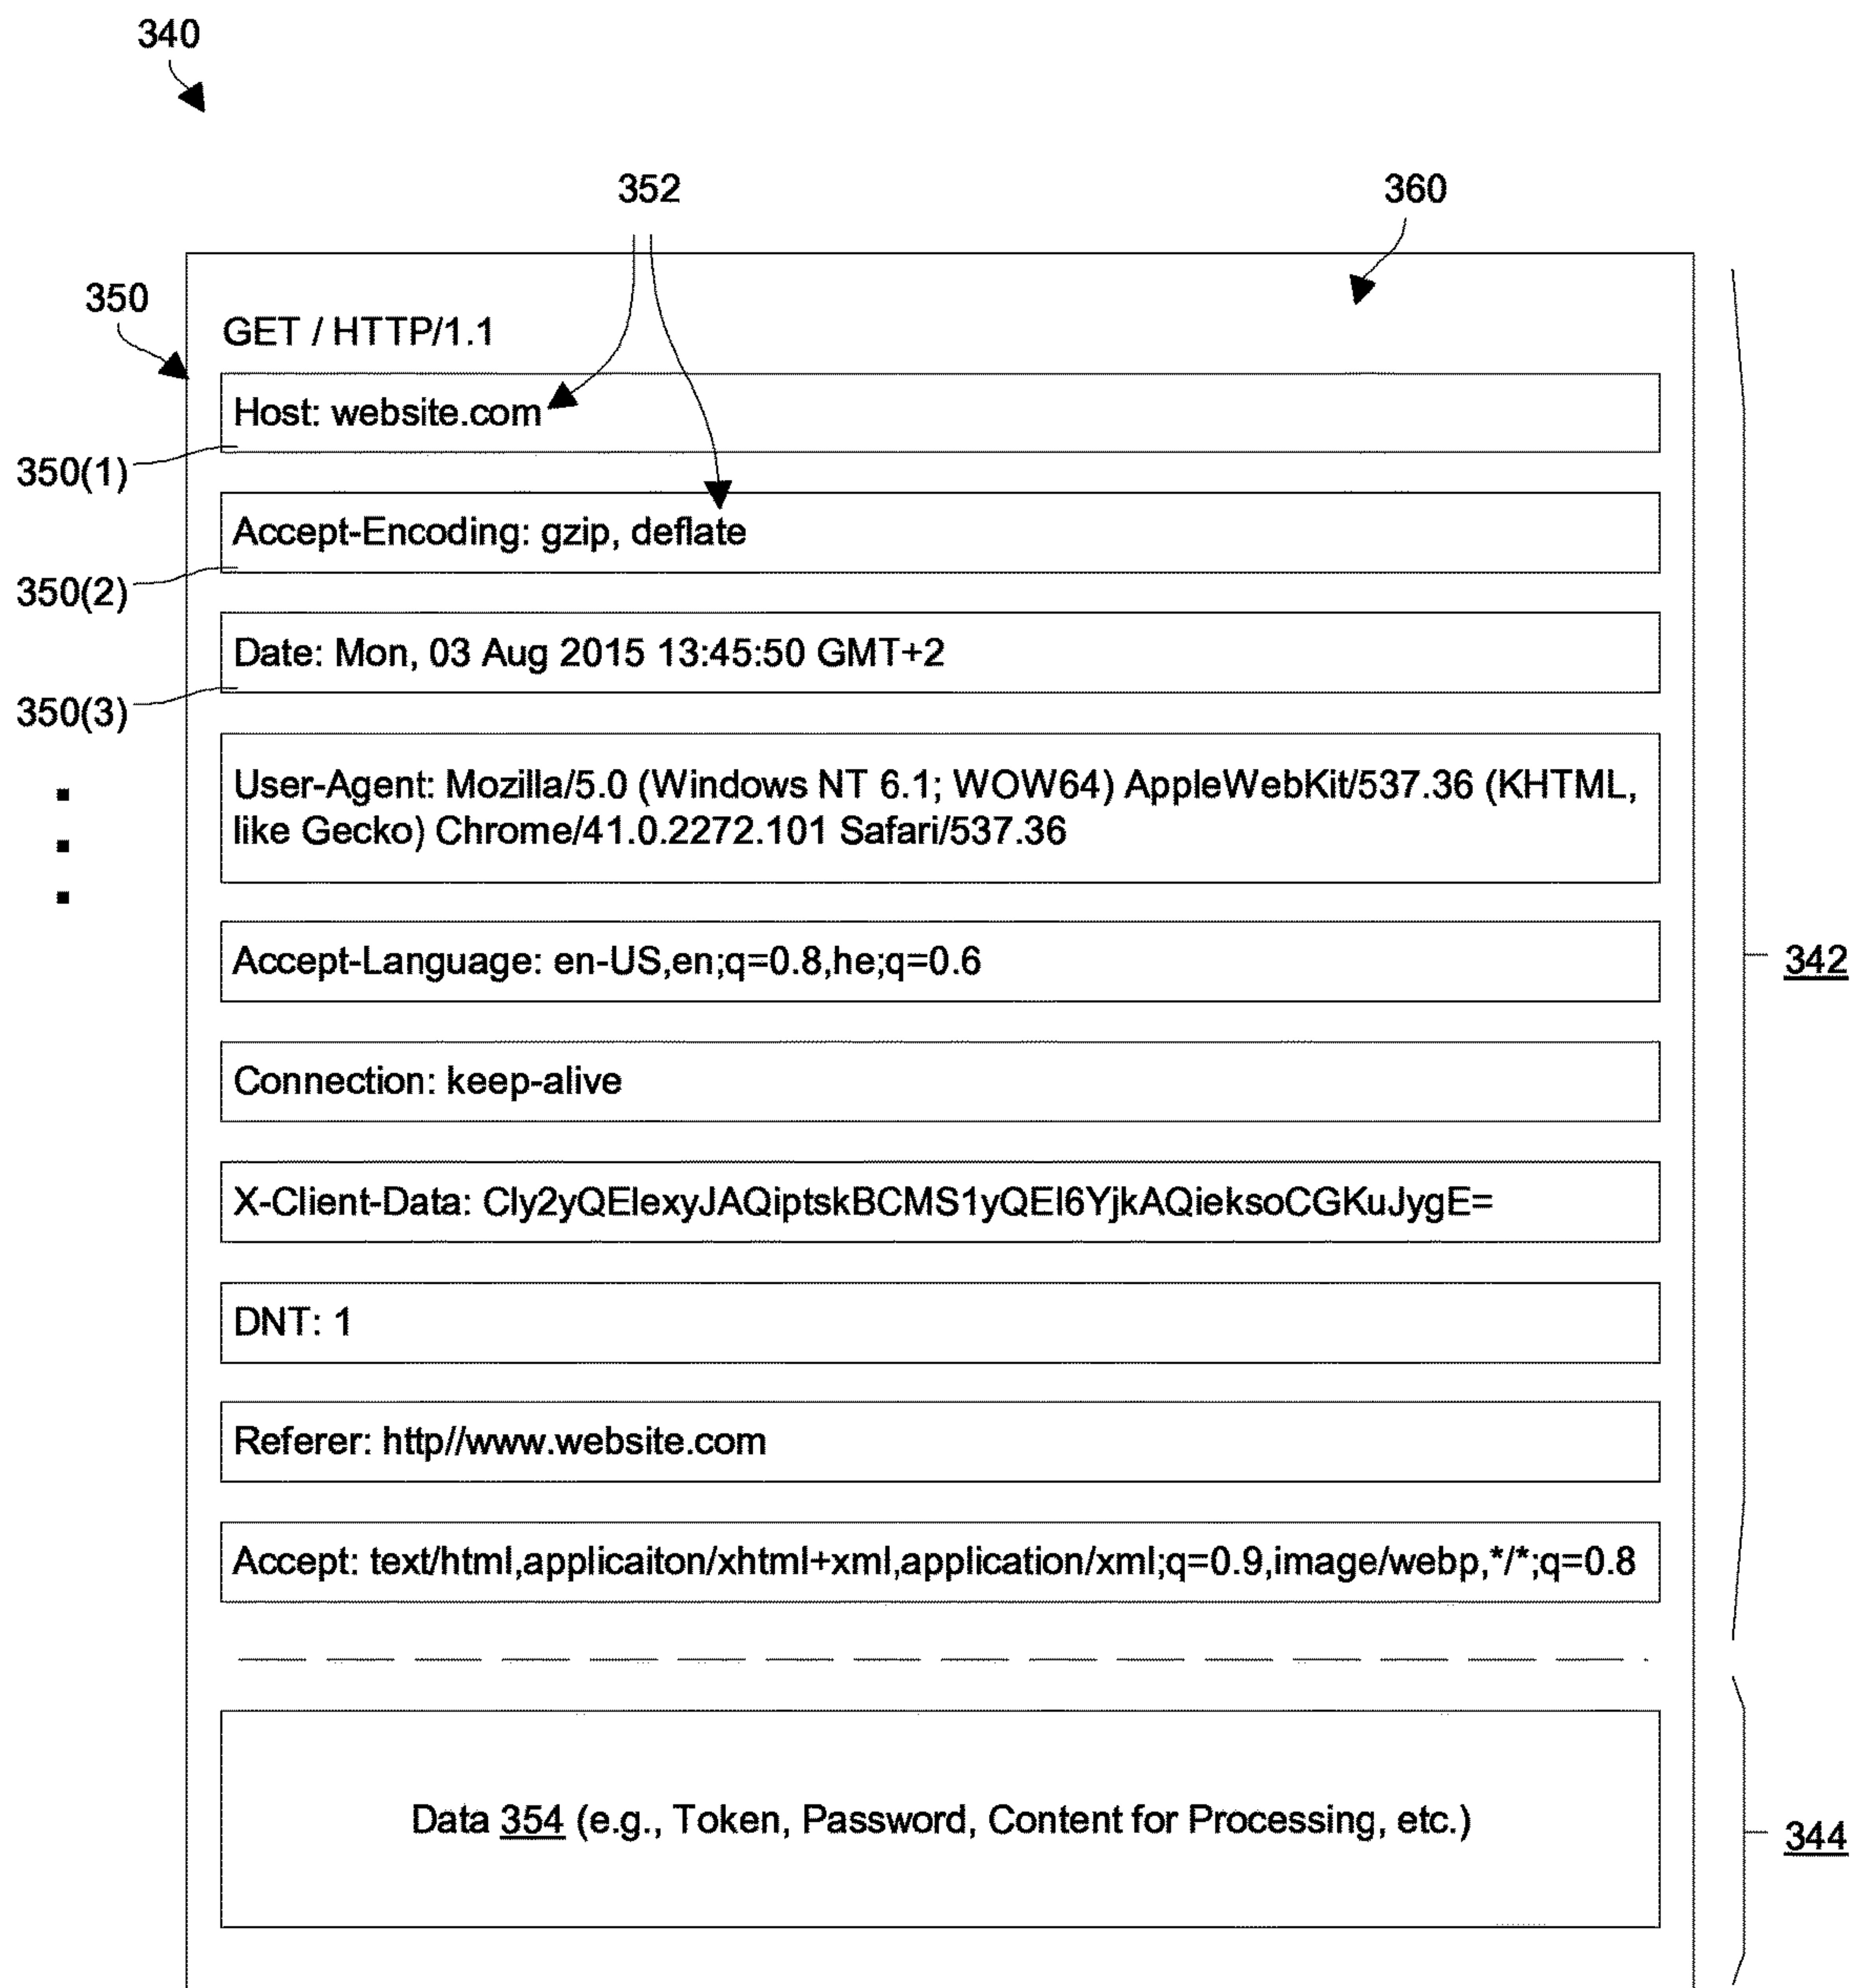 340
352
360
350
GET / HTTP/1.1
Host: website.com
350(1)
Accept-Encoding: gzip, deflate
350(2)
Date: Mon, 03 Aug 2015 13:45:50 GMT+2
350(3)
User-Agent: Mozilla/5.0 (Windows NT 6.1; WOW64) AppleWebKit/537.36 (KHTML,
like Gecko) Chrome/41.0.2272.101 Safari/537.36
Accept-Language: en-US,en;q=0.8,he;q=0.6
342
Connection: keep-alive
X-Client-Data: Cly2yQElexyJAQiptskBCMS1yQEl6YjkAQieksoCGKuJygE=
DNT: 1
Referer: http//www.website.com
Accept: text/html,applicaiton/xhtml+xml,application/xml;q=0.9,image/webp,*/*;q=0.8
Data 354 (e.g., Token, Password, Content for Processing, etc.)
344